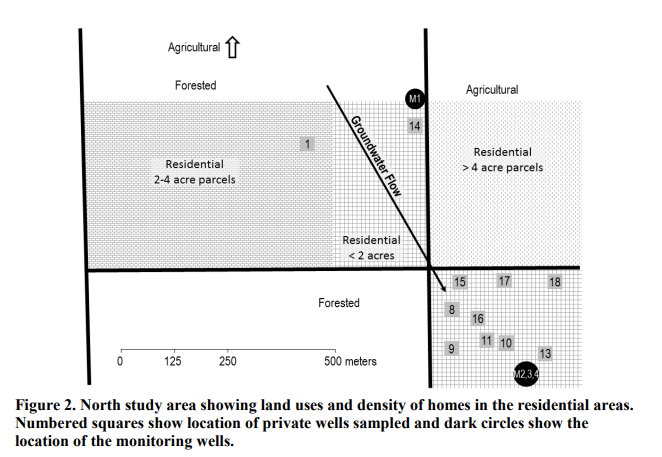 Agricultural
Forested
Agricultural
M1
14
1
Groundwater Flow
Residential
2-4 acre parcels
Residential
> 4 acre parcels
Residential
< 2 acres
15
17
18
Forested
8
16
11
10
9
13
M2,3,4
0
125
250
500 meters
Figure 2. North study area showing land uses and density of homes in the residential areas.
Numbered squares show location of private wells sampled and dark circles show the
location of the monitoring wells.